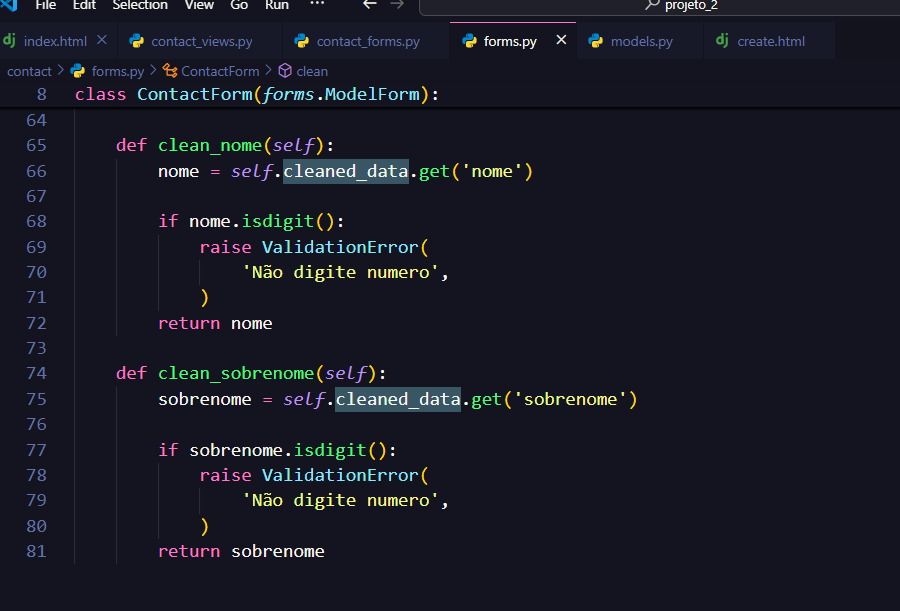 File Edit Selection View Go Run ··· ← → projeto_2
index.html × contact_views.py contact_forms.py forms.py × models.py create.html
contact > forms.py > ContactForm > clean
8 class ContactForm(forms.ModelForm):
64
65 def clean_nome(self):
66 nome = self.cleaned_data.get('nome')
67
68 if nome.isdigit():
69 raise ValidationError(
70 'Não digite numero',
71 )
72 return nome
73
74 def clean_sobrenome(self):
75 sobrenome = self.cleaned_data.get('sobrenome')
76
77 if sobrenome.isdigit():
78 raise ValidationError(
79 'Não digite numero',
80 )
81 return sobrenome